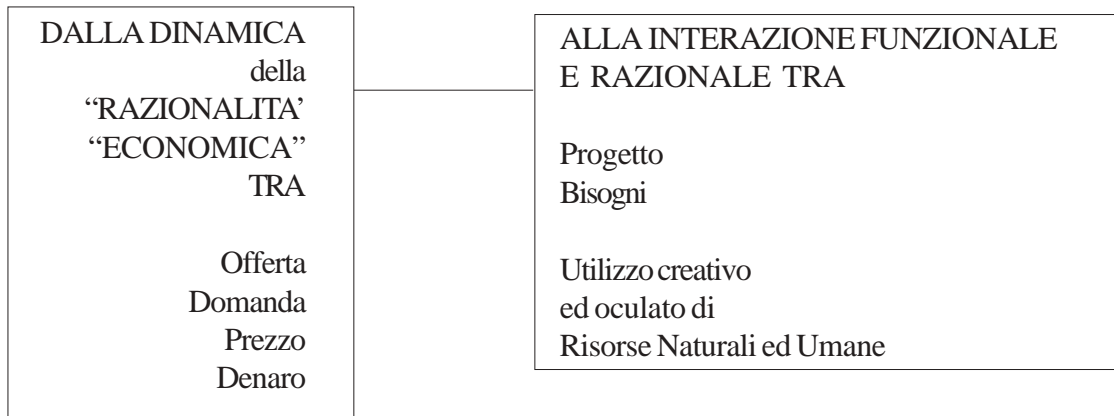 DALLA DINAMICA
della
“RAZIONALITA’
“ECONOMICA”
TRA
Offerta
Domanda
Prezzo
Denaro
ALLA INTERAZIONE FUNZIONALE
E RAZIONALE TRA
Progetto
Bisogni
Utilizzo creativo
ed oculato di
Risorse Naturali ed Umane